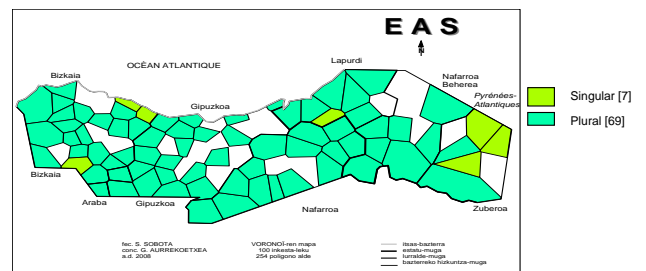 E A S
N
Bizkaia
OCÈAN ATLANTIQUE
Lapurdi
Nafarroa
Beherea
Pyrénées-
Atlantiques
Gipuzkoa
Singular [7]
Plural [69]
Bizkaia
Araba
Gipuzkoa
Nafarroa
Zuberoa
fec. S. SOBOTA
conc. G. AURREKOETXEA
a.d. 2008
VORONOÏ-ren mapa
100 inkesta-leku
254 poligono alde
itsas-bazterra
estatu-muga
lurralde-muga
bazterreko hizkuntza-muga